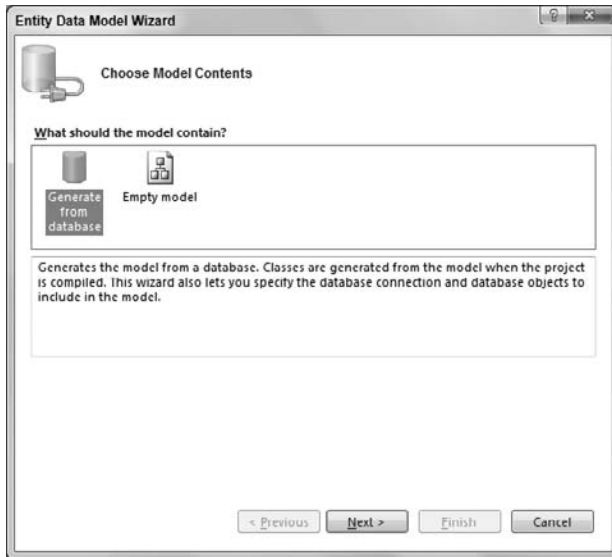 Entity Data Model Wizard
Choose Model Contents
What should the model contain?
Generate
from
database
Empty model
Generates the model from a database. Classes are generated from the model when the project
is compiled. This wizard also lets you specify the database connection and database objects to
include in the model.
< Previous
Next >
Finish
Cancel